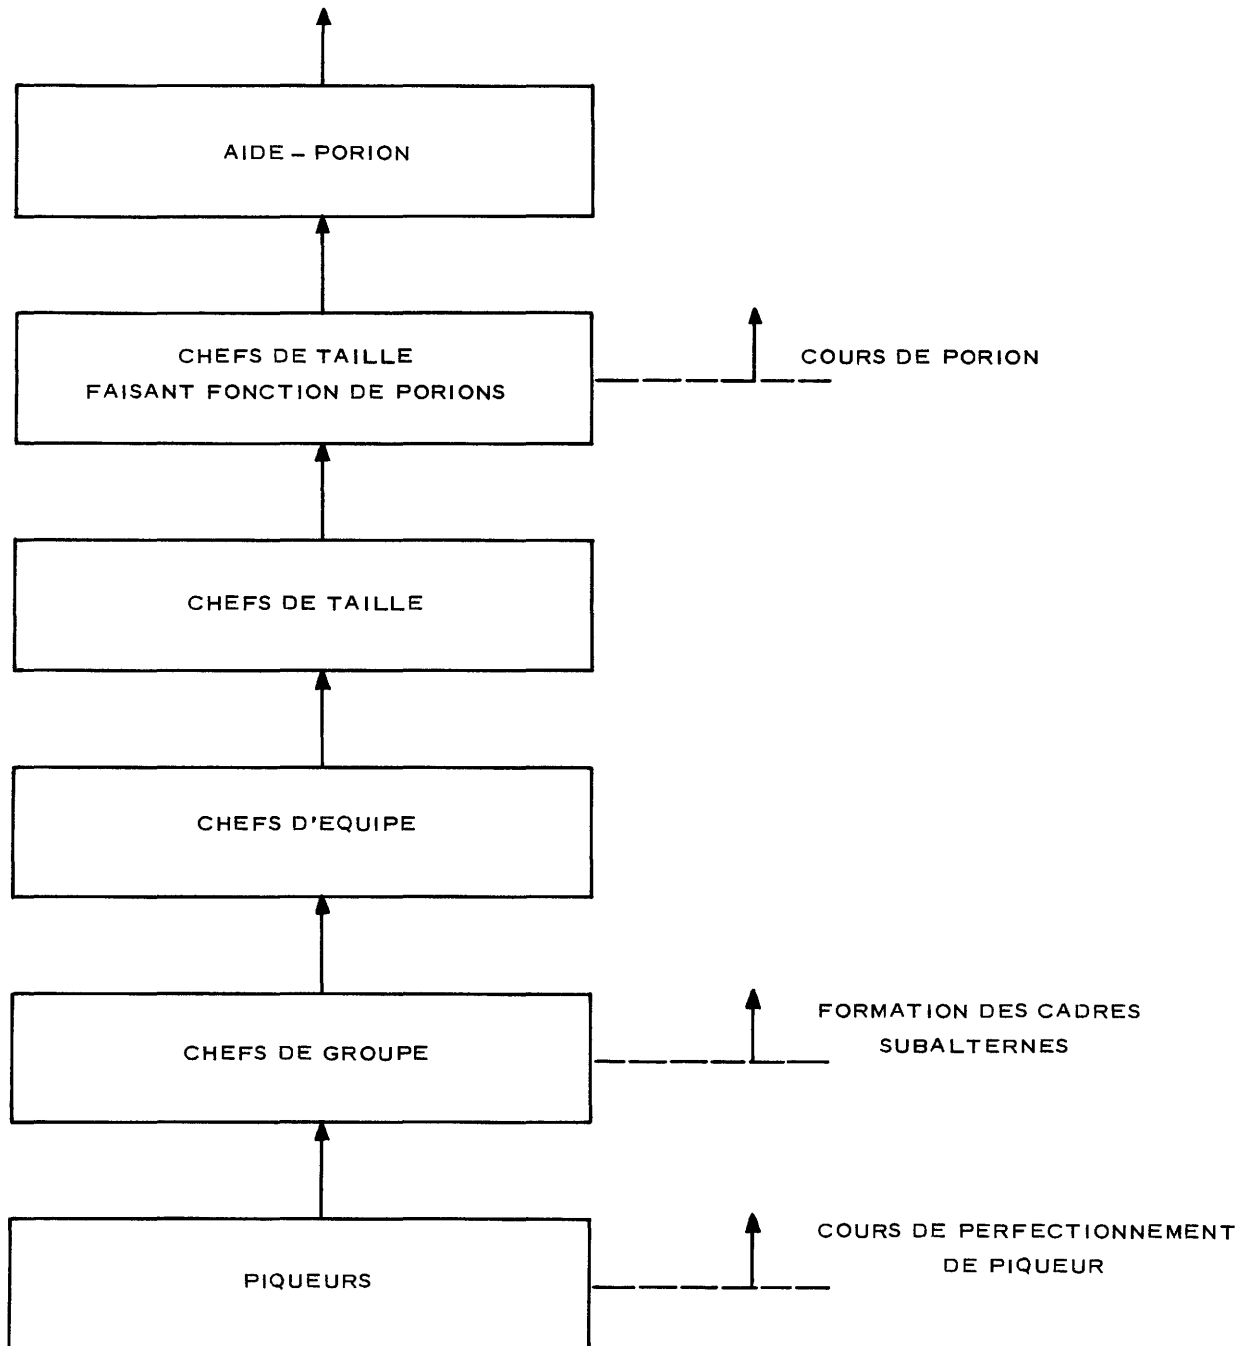 AIDE – PORION
CHEFS DE TAILLE
FAISANT FONCTION DE PORIONS
COURS DE PORION
CHEFS DE TAILLE
CHEFS D'EQUIPE
CHEFS DE GROUPE
FORMATION DES CADRES
SUBALTERNES
PIQUEURS
COURS DE PERFECTIONNEMENT
DE PIQUEUR